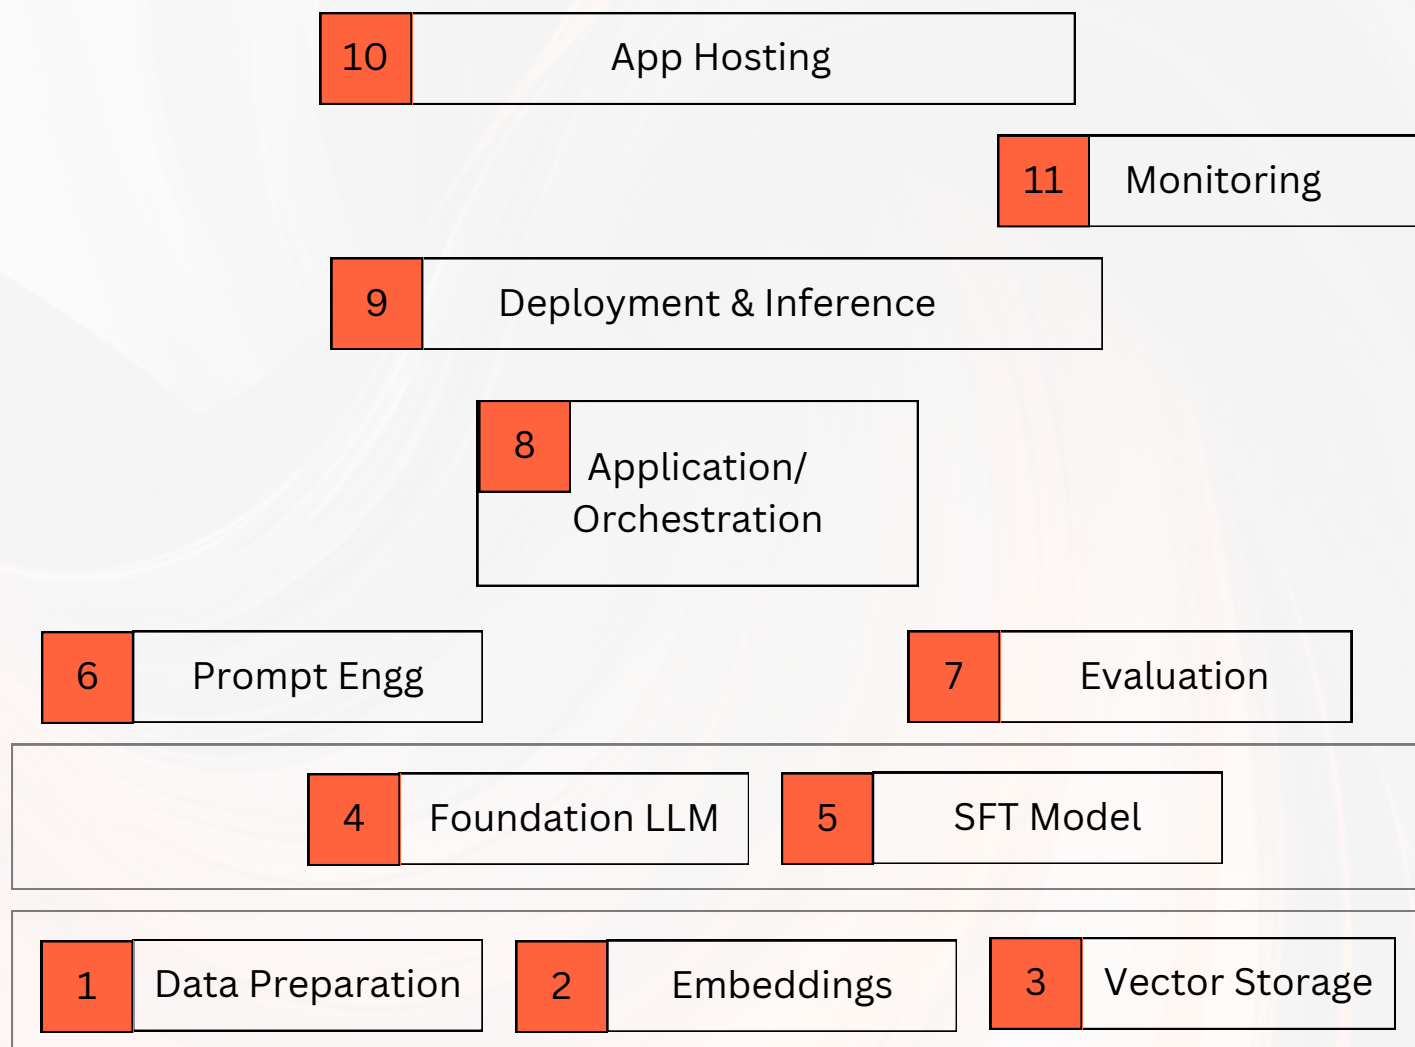 10 App Hosting
11 Monitoring
9 Deployment & Inference
8 Application/
Orchestration
6 Prompt Engg
7 Evaluation
4 Foundation LLM
5 SFT Model
1 Data Preparation
2 Embeddings
3 Vector Storage